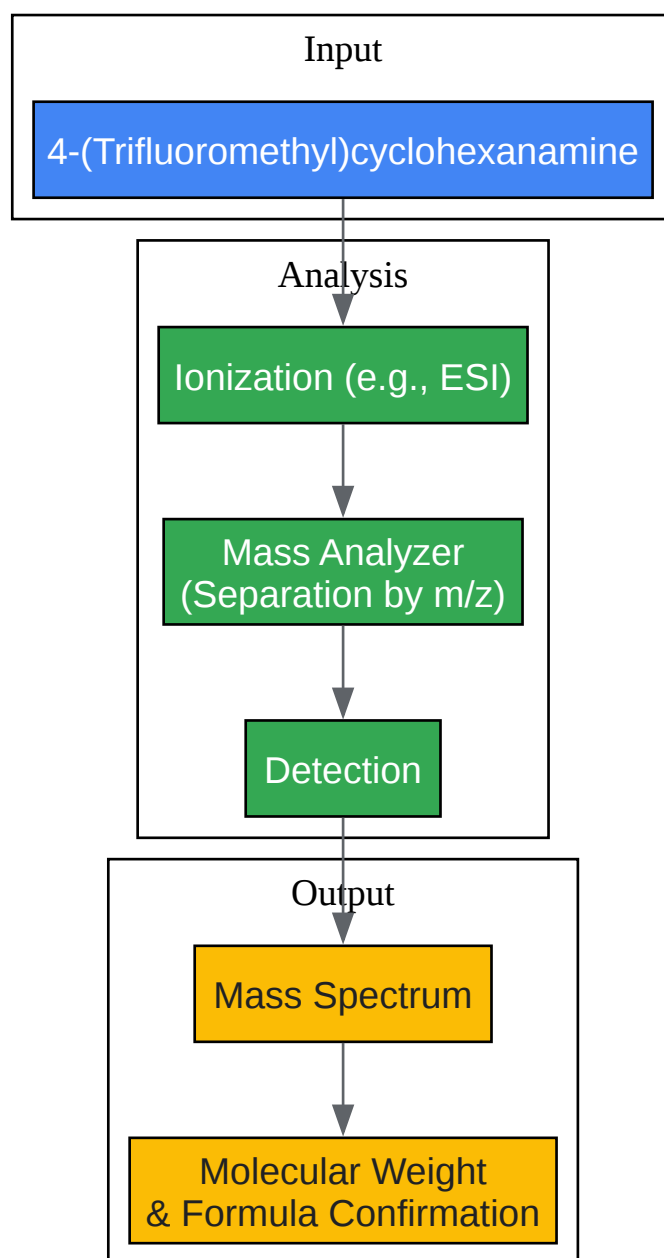 Input
4-(Trifluoromethyl)cyclohexanamine
Analysis
Ionization (e.g., ESI)
Mass Analyzer
(Separation by m/z)
Detection
Output
Mass Spectrum
Molecular Weight
& Formula Confirmation